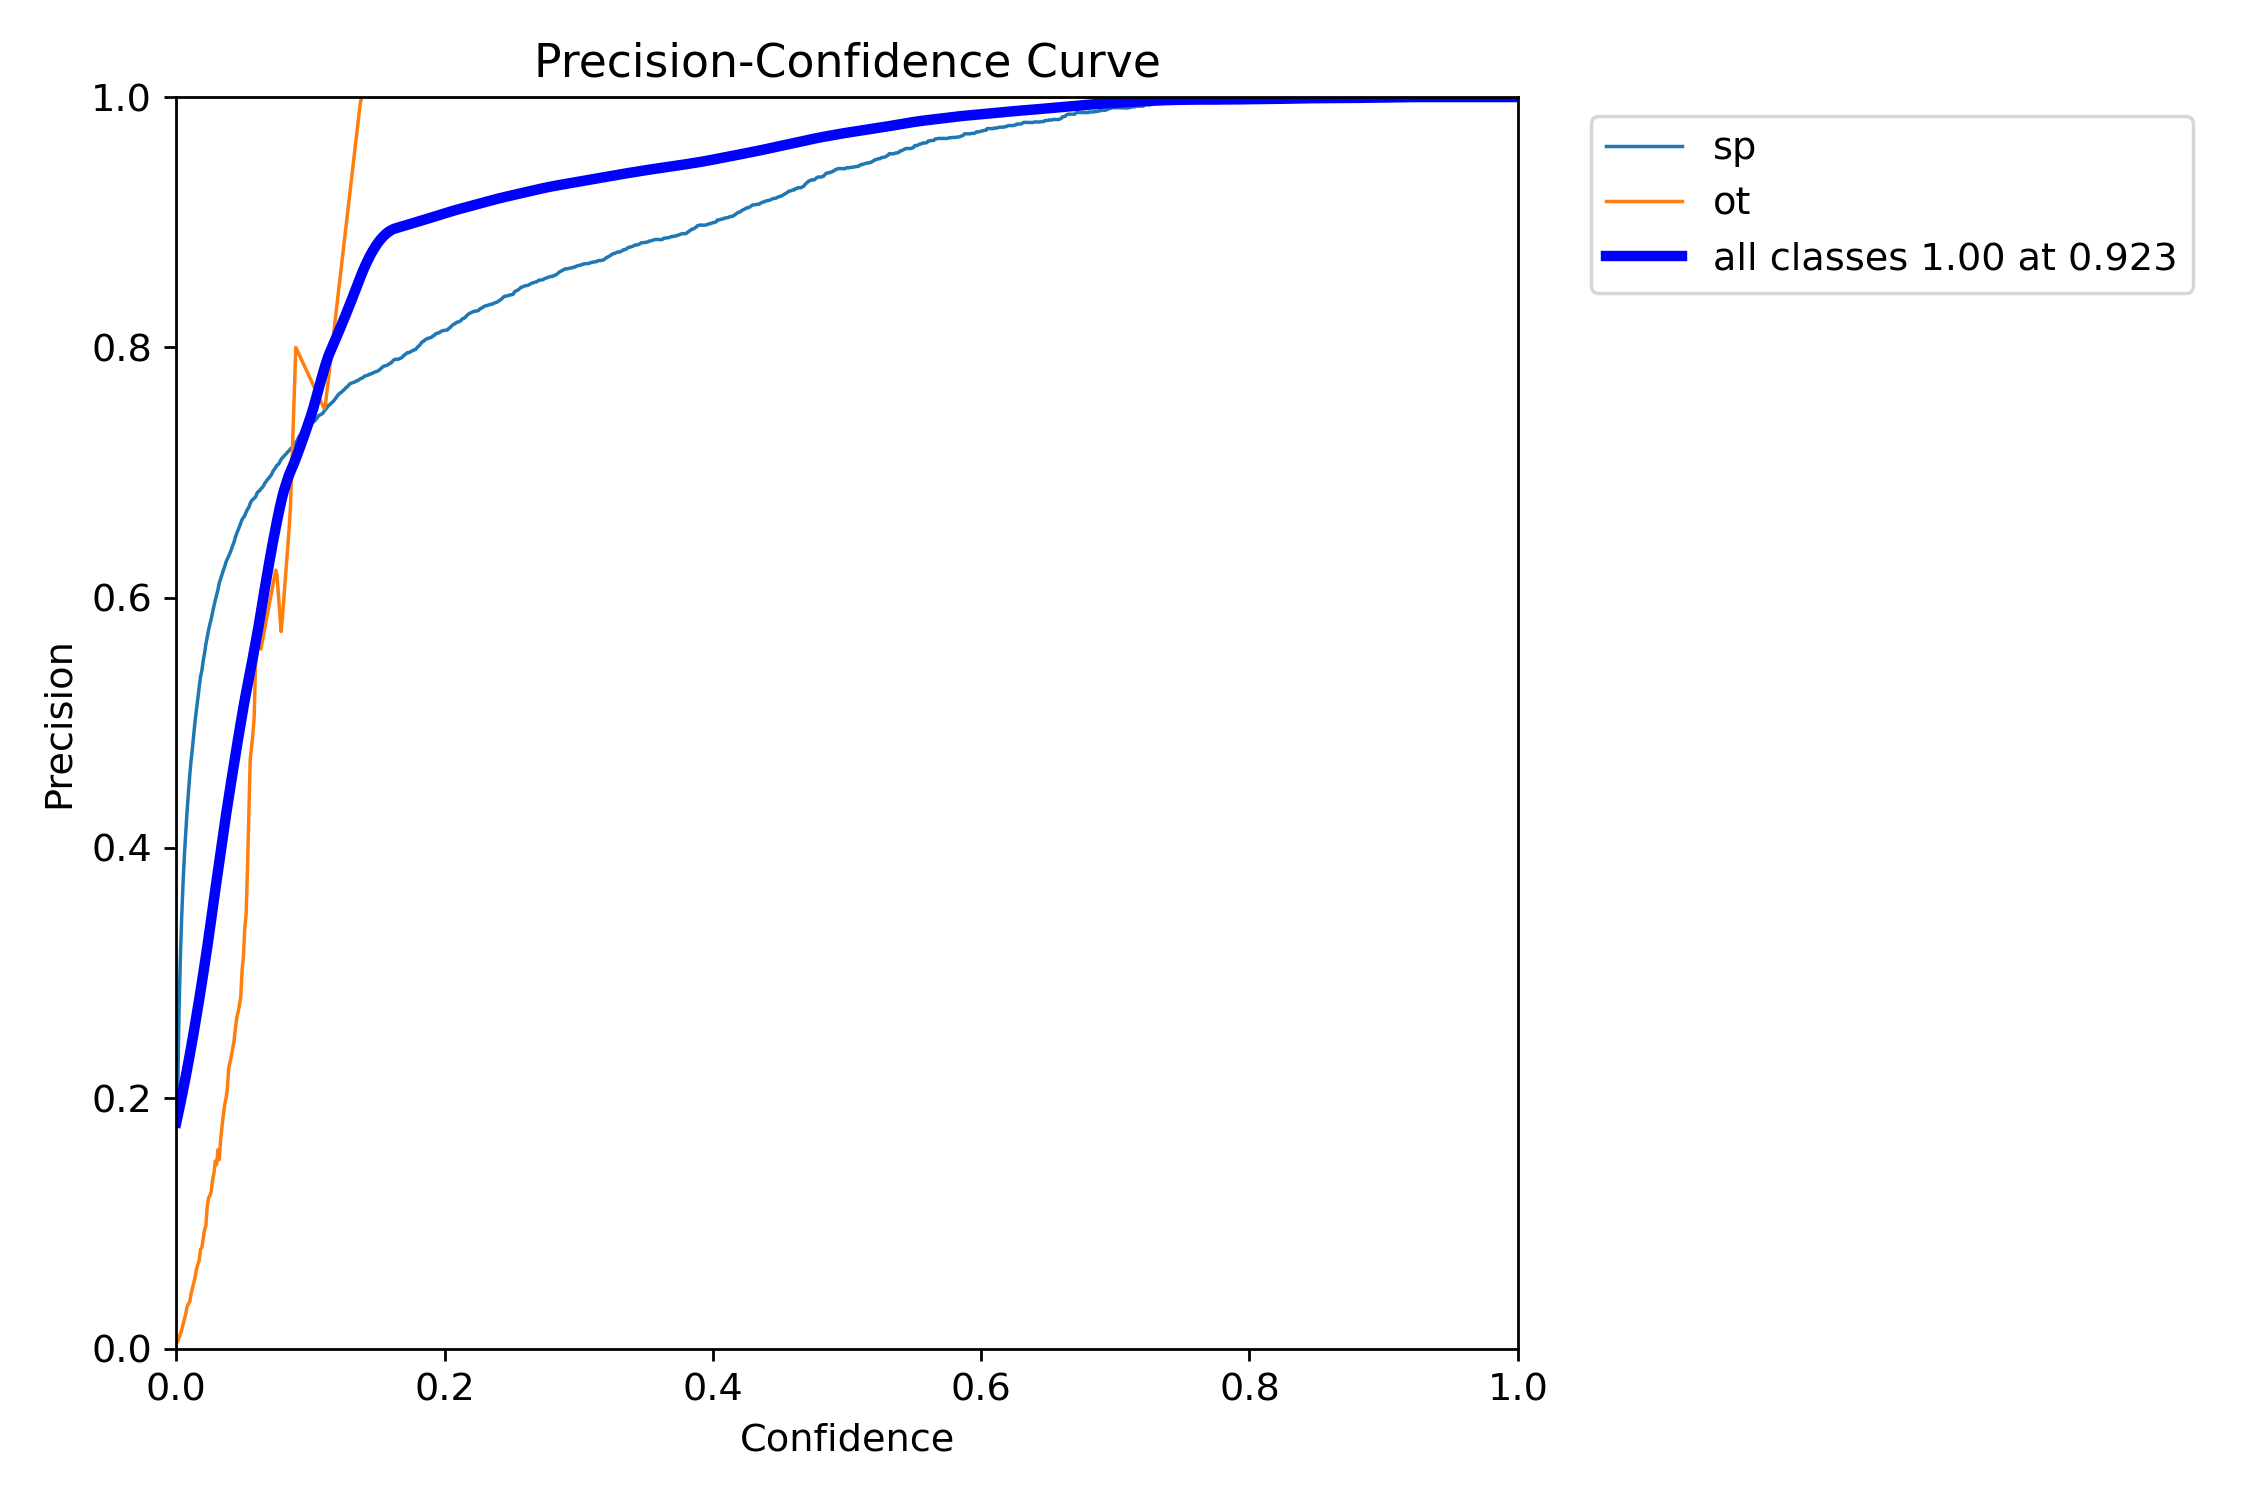 Precision-Confidence Curve
1.0
0.8
0.6
0.4
0.2
0.0
Precision
0.0 0.2 0.4 0.6 0.8 1.0
Confidence
sp
ot
all classes 1.00 at 0.923